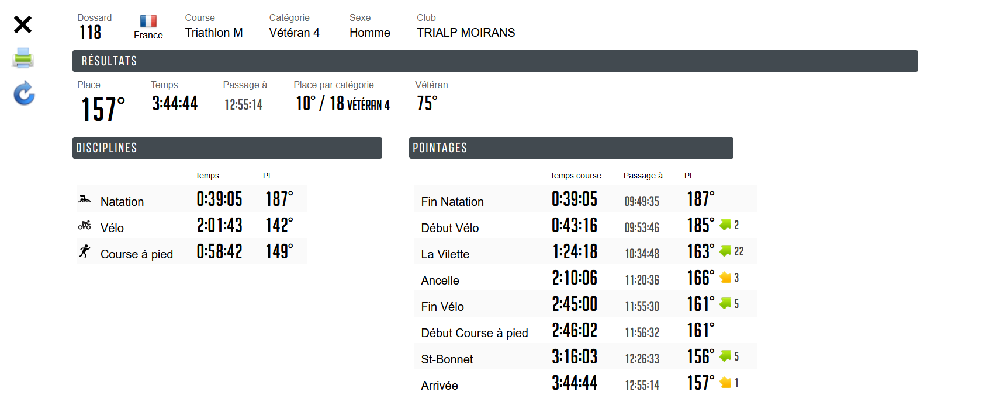 Dossard Course Catégorie Sexe Club
118 France Triathlon M Vétéran 4 Homme TRIALP MOIRANS
RÉSULTATS
Place Temps Passage à Place par catégorie Vétéran
157° 3:44:44 12:55:14 10° / 18 VÉTÉRAN 4 75°
DISCIPLINES
Temps Pl.
Natation 0:39:05 187°
Vélo 2:01:43 142°
Course à pied 0:58:42 149°
POINTAGES
Temps course Passage à Pl.
Fin Natation 0:39:05 09:49:35 187°
Début Vélo 0:43:16 09:53:46 185° 2
La Vilette 1:24:18 10:34:48 163° 22
Ancelle 2:10:06 11:20:36 166° 3
Fin Vélo 2:45:00 11:55:30 161° 5
Début Course à pied 2:46:02 11:56:32 161°
St-Bonnet 3:16:03 12:26:33 156° 5
Arrivée 3:44:44 12:55:14 157° 1